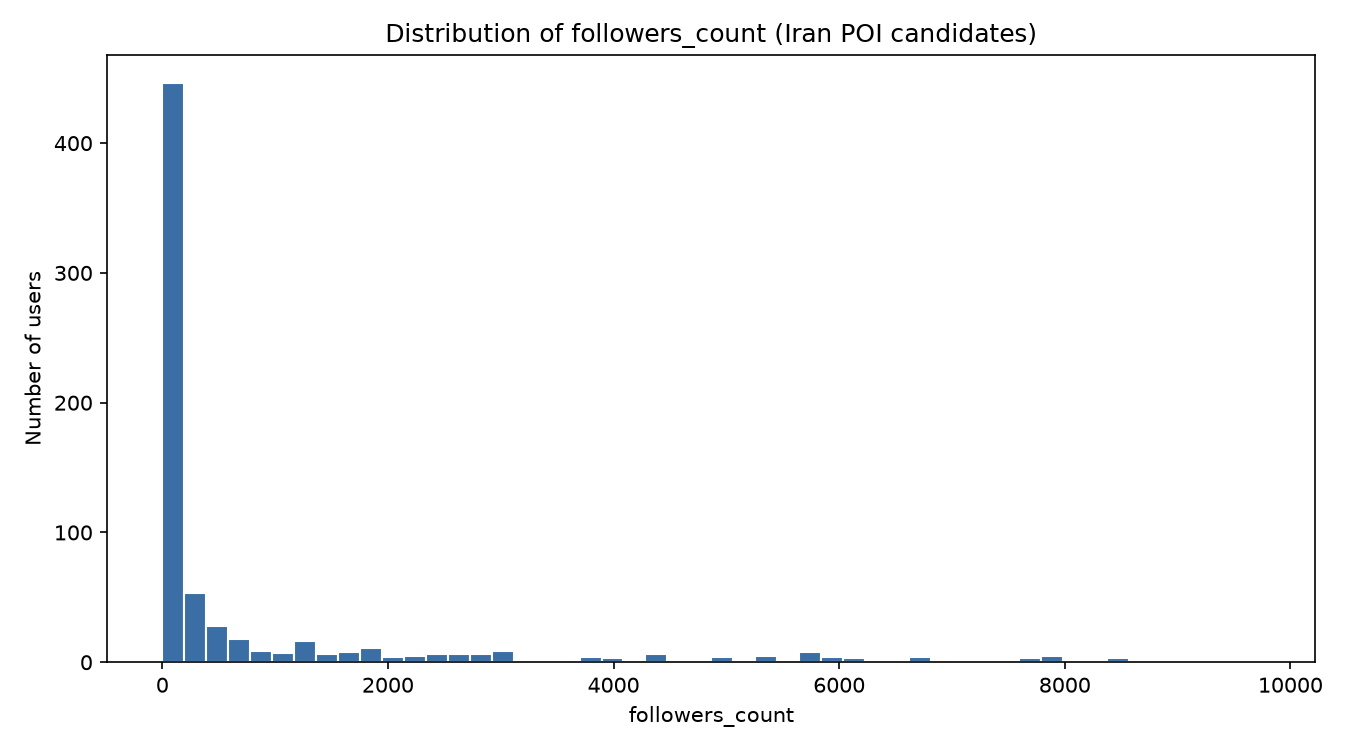 Distribution of followers_count (Iran POI candidates)
Number of users
400
300
200
100
0
0 2000 4000 6000 8000 10000
followers_count